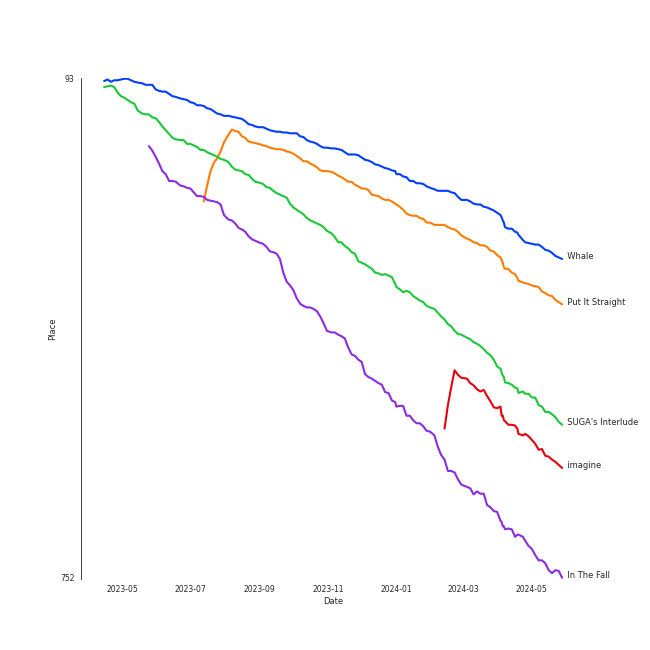 93
Whale
Put It Straight
Place
SUGA's Interlude
imagine
In The Fall
752
2023-05 2023-07 2023-09 2023-11 2024-01 2024-03 2024-05
Date